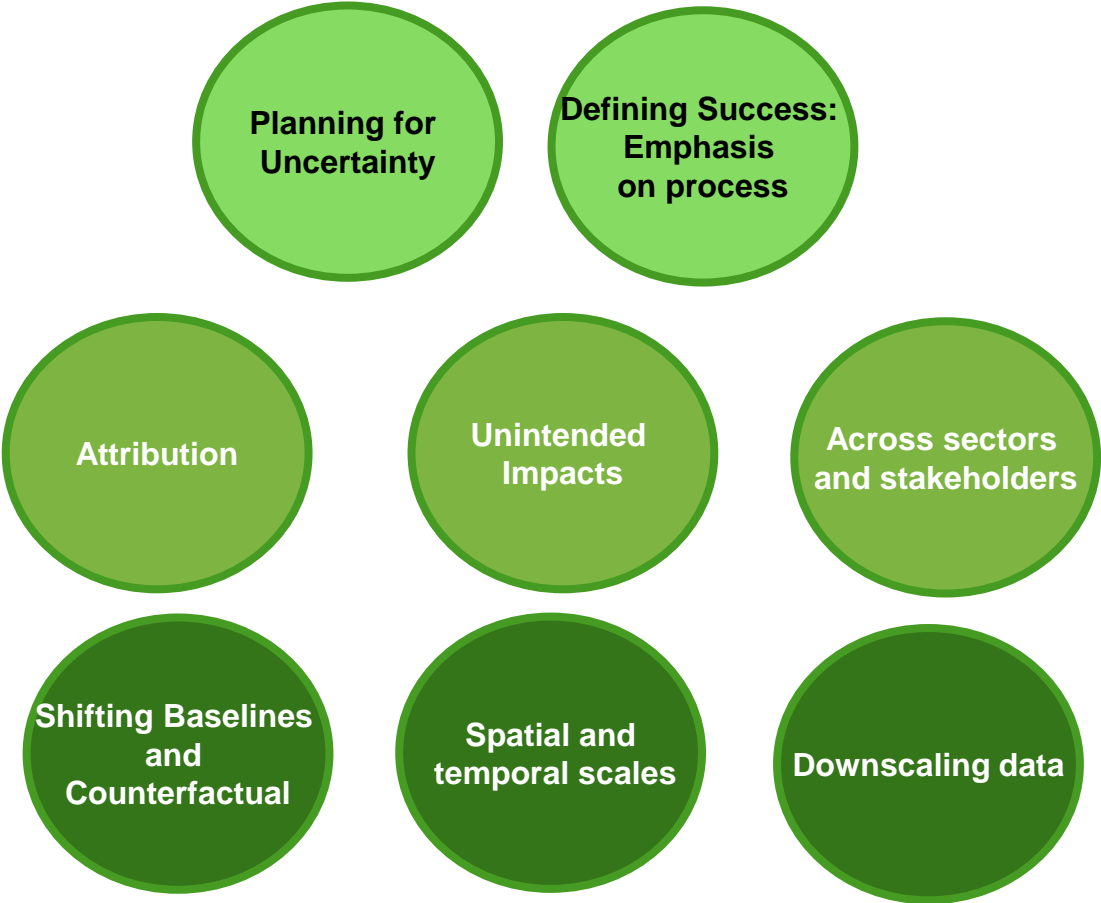 Planning for
Uncertainty
Defining Success:
Emphasis
on process
Attribution
Unintended
Impacts
Across sectors
and stakeholders
Shifting Baselines
and
Counterfactual
Spatial and
temporal scales
Downscaling data